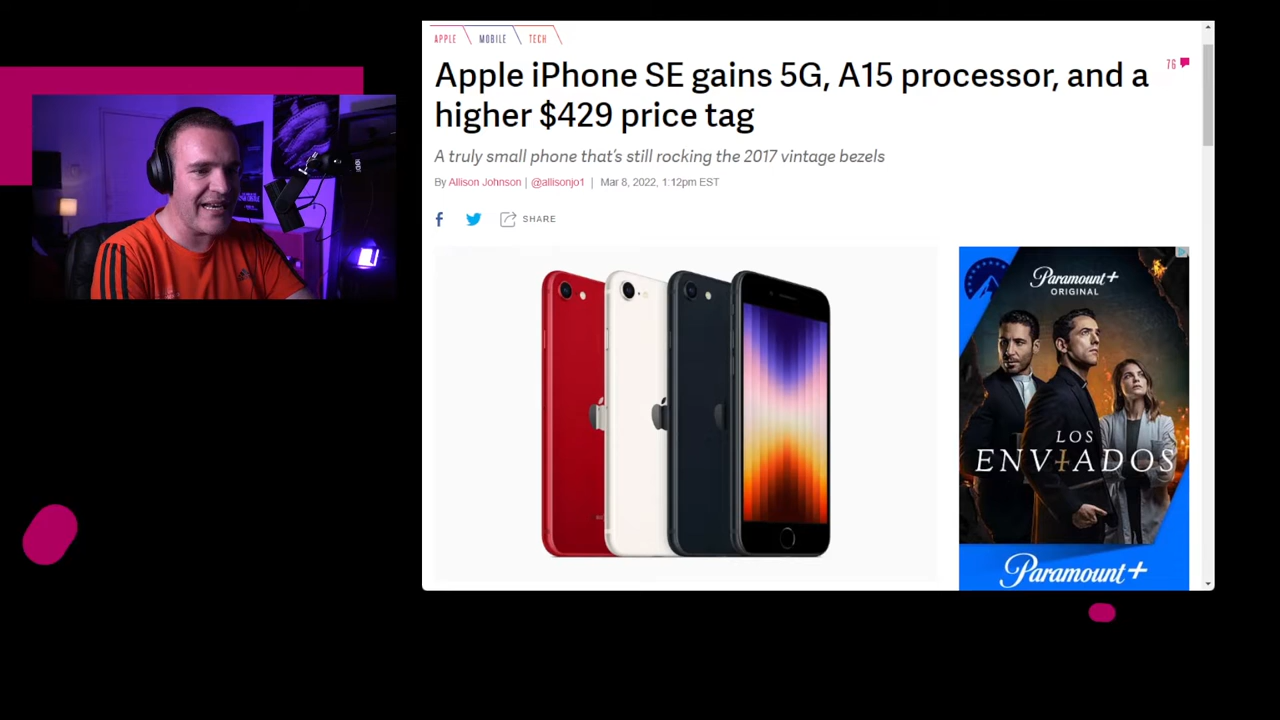 APPLE MOBILE TECH
Apple iPhone SE gains 5G, A15 processor, and a
higher $429 price tag
76
A truly small phone that's still rocking the 2017 vintage bezels
By Allison Johnson | @allisonjo1 | Mar 8, 2022, 1:12pm EST
SHARE
Paramount+
ORIGINAL
LOS
ENVIADOS
Paramount+